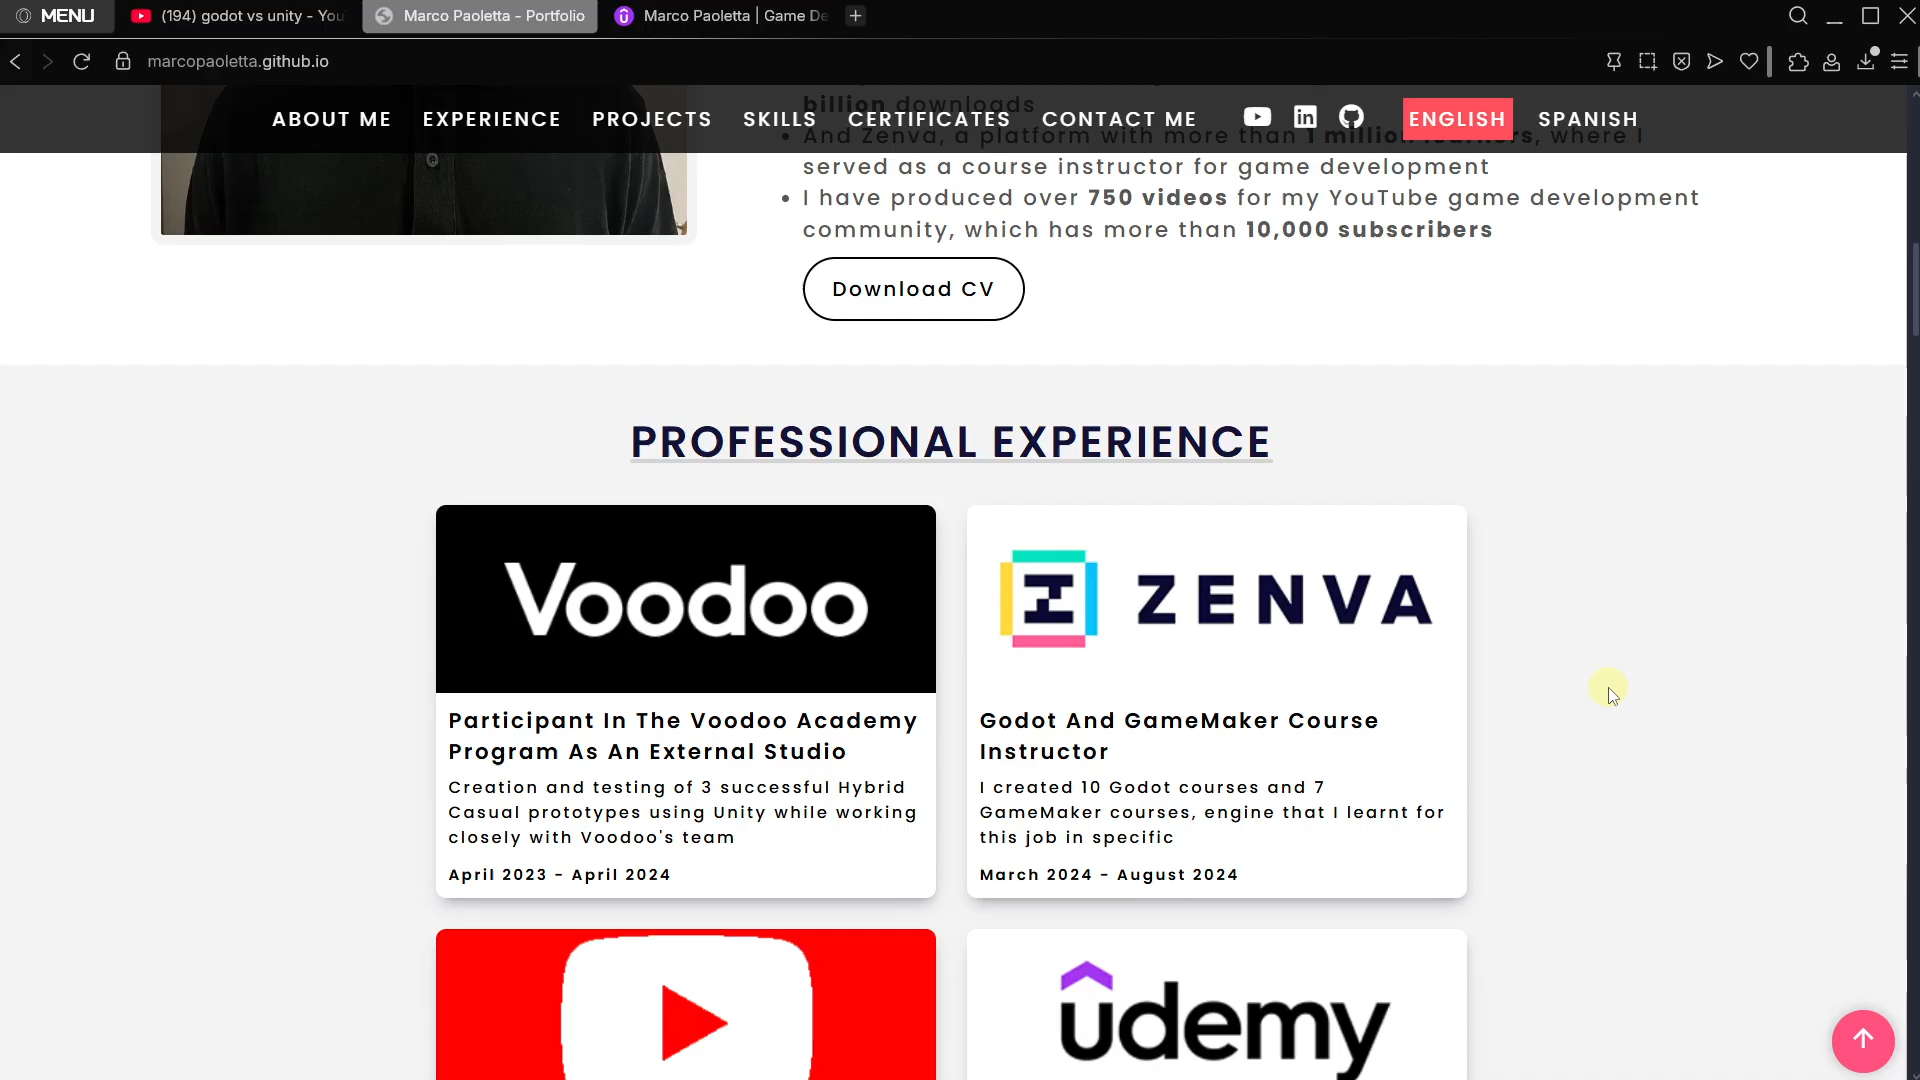 MENU
(194) godot vs unity - You
Marco Paoletta - Portfolio
Marco Paoletta | Game De
marcopaoletta.github.io
billion downloads
ABOUT ME EXPERIENCE PROJECTS SKILLS CERTIFICATES CONTACT ME ENGLISH SPANISH
And Zenva, a platform with more than 1 million learners, where I
served as a course instructor for game development
I have produced over 750 videos for my YouTube game development
community, which has more than 10,000 subscribers
Download CV
PROFESSIONAL EXPERIENCE
Voodoo
Participant In The Voodoo Academy
Program As An External Studio
Creation and testing of 3 successful Hybrid
Casual prototypes using Unity while working
closely with Voodoo's team
April 2023 - April 2024
ZENVA
Godot And GameMaker Course
Instructor
I created 10 Godot courses and 7
GameMaker courses, engine that I learnt for
this job in specific
March 2024 - August 2024
udemy